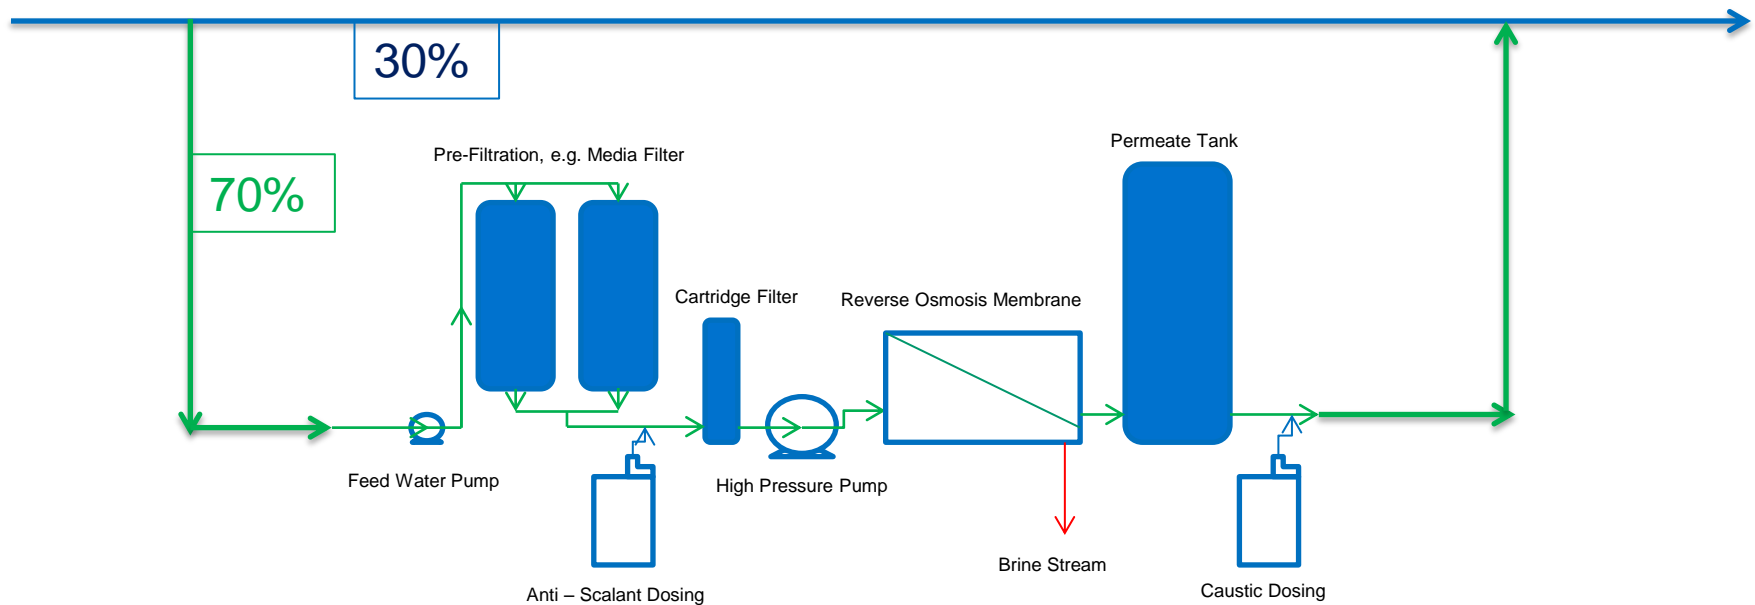 30%
70%
Pre-Filtration, e.g. Media Filter
Permeate Tank
Cartridge Filter
Reverse Osmosis Membrane
Feed Water Pump
High Pressure Pump
Brine Stream
Anti – Scalant Dosing
Caustic Dosing